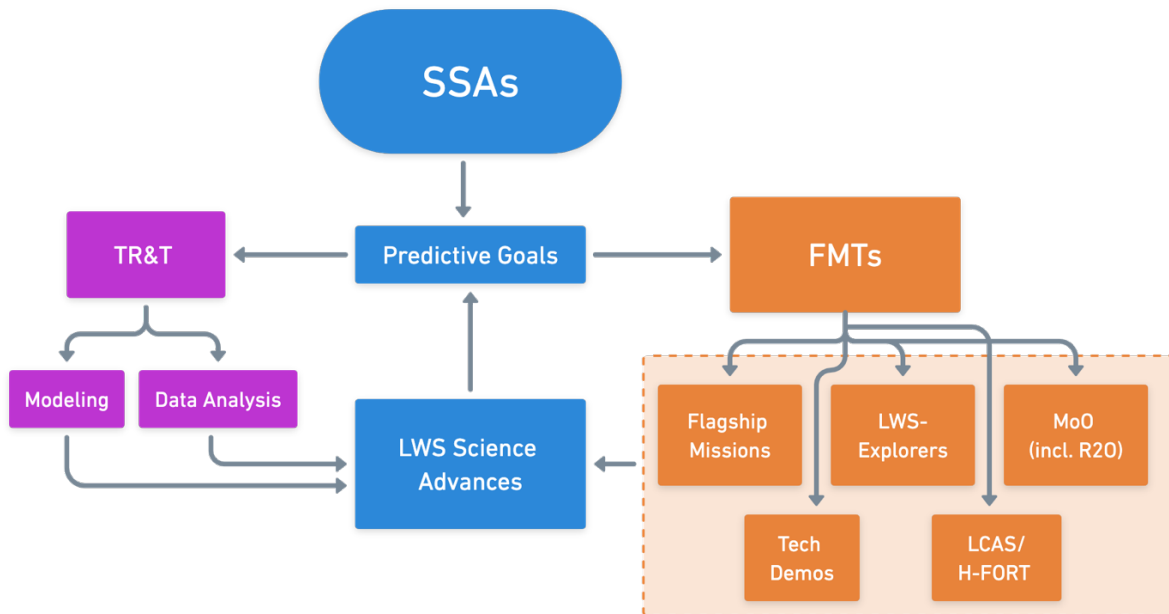 SSAs
TR&T
Predictive Goals
FMTs
Modeling
Data Analysis
LWS Science
Advances
Flagship
Missions
LWS-
Explorers
MoO
(incl. R2O)
Tech
Demos
LCAS/
H-FORT